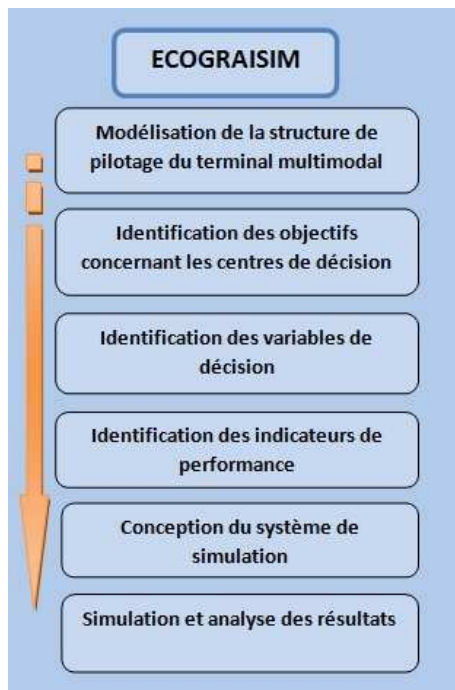 ECOGRAISIM
Modélisation de la structure de
pilotage du terminal multimodal
Identification des objectifs
concernant les centres de décision
Identification des variables de
décision
Identification des indicateurs de
performance
Conception du système de
simulation
Simulation et analyse des résultats